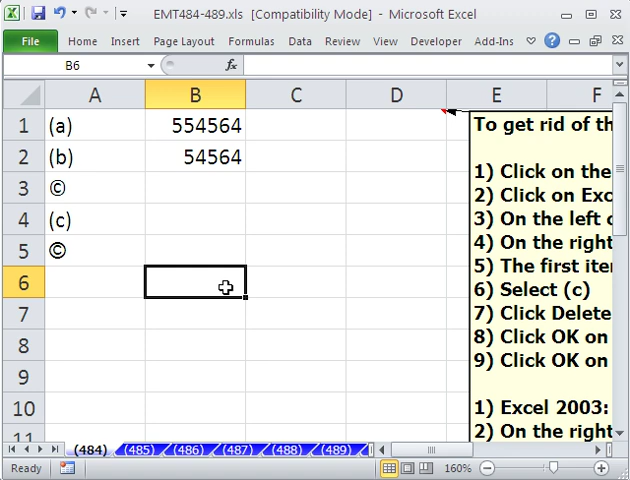 EMT484-489.xls [Compatibility Mode] - Microsoft Excel
File Home Insert Page Layout Formulas Data Review View Developer Add-Ins
B6 fx
A B C D E F
1 (a) 554564 To get rid of th
2 (b) 54564
1) Click on the
3 ©
2) Click on Exc
4 (c)
3) On the left o
5 ©
4) On the right
6
5) The first iter
6) Select (c)
7
7) Click Delete
8
8) Click OK on
9
9) Click OK on
10
1) Excel 2003:
11
2) On the right
(484) (485) (486) (487) (488) (489)
Ready 160%